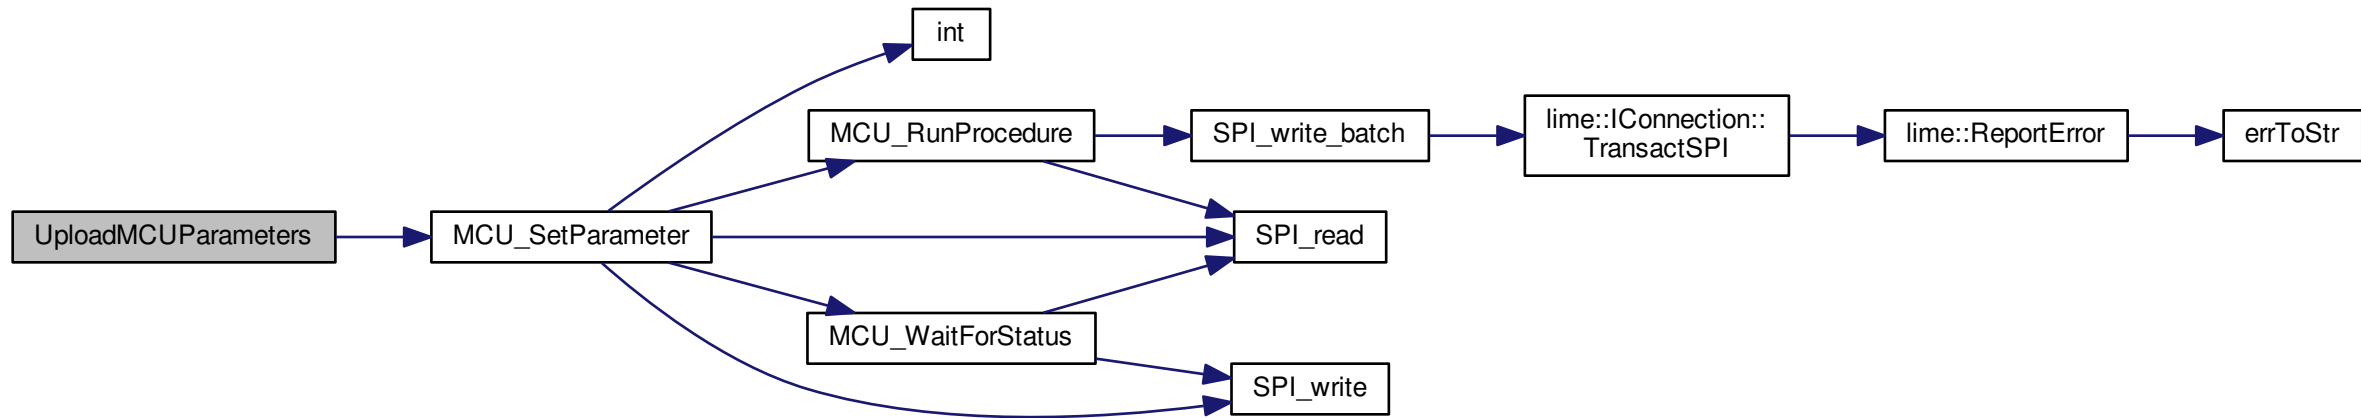 int
MCU_RunProcedure
SPI_write_batch
lime::IConnection::
TransactSPI
lime::ReportError
errToStr
UploadMCUParameters
MCU_SetParameter
SPI_read
MCU_WaitForStatus
SPI_write